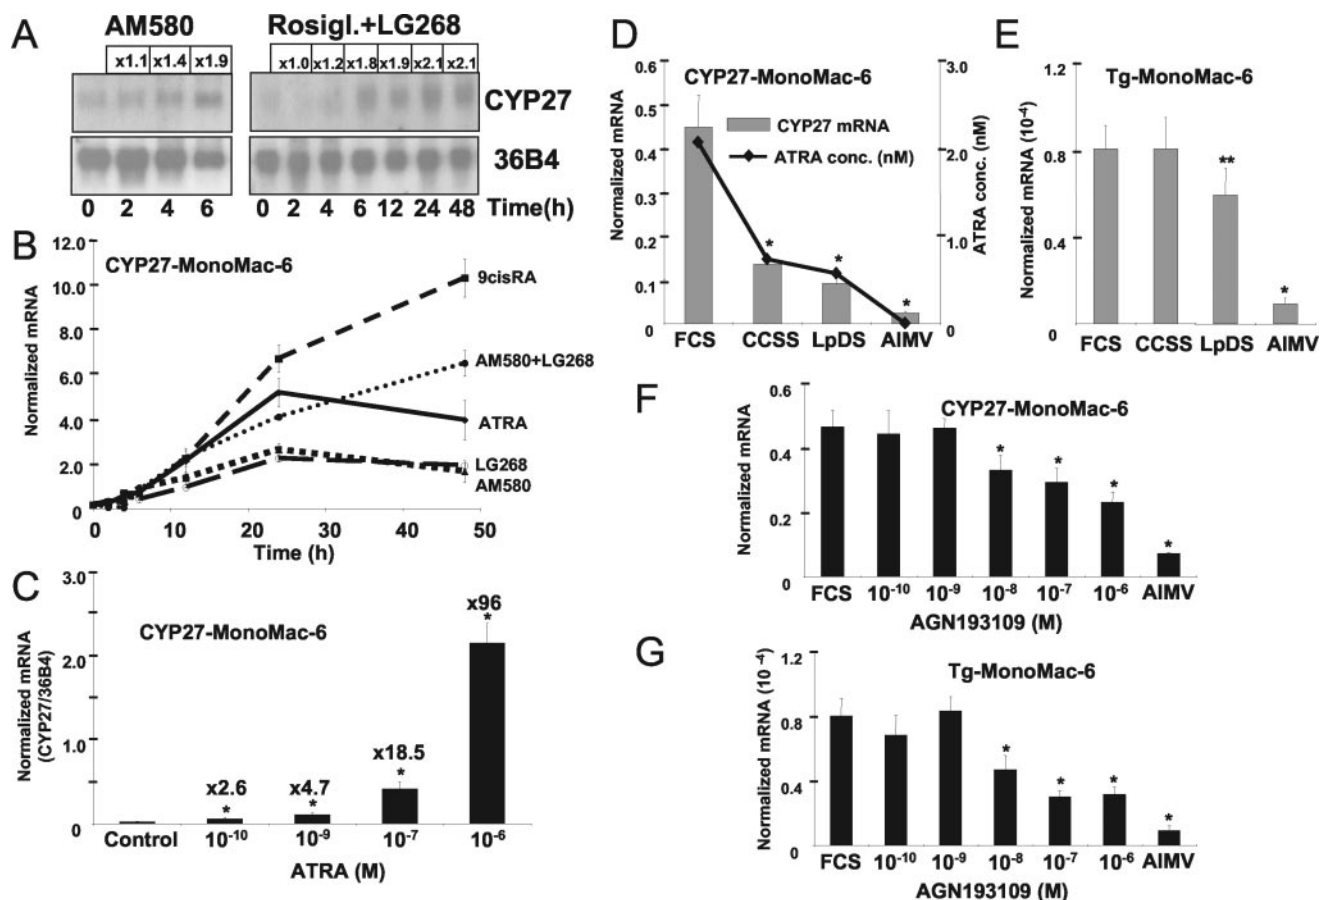 A
AM580
Rosigl.+LG268
x1.1 x1.4 x1.9
x1.0 x1.2 x1.8 x1.9 x2.1 x2.1
CYP27
36B4
0 2 4 6
0 2 4 6 12 24 48 Time(h)
B
CYP27-MonoMac-6
Normalized mRNA
12.0
10.0
8.0
6.0
4.0
2.0
0
9cisRA
AM580+LG268
ATRA
LG268
AM580
0 10 20 30 40 50
Time (h)
C
CYP27-MonoMac-6
Normalized mRNA
(CYP27/36B4)
3.0
2.0
1.0
0
x2.6
*
x4.7
*
x18.5
*
x96
*
Control 10⁻¹⁰ 10⁻⁹ 10⁻⁷ 10⁻⁶
ATRA (M)
D
CYP27-MonoMac-6
CYP27 mRNA
ATRA conc. (nM)
Normalized mRNA
0.6
0.5
0.4
0.3
0.2
0.1
0
ATRA conc. (nM)
3.0
2.0
1.0
0
* * *
FCS CCSS LpDS AIMV
E
Tg-MonoMac-6
Normalized mRNA (10⁻⁴)
1.2
0.8
0.4
0
** *
FCS CCSS LpDS AIMV
F
CYP27-MonoMac-6
Normalized mRNA
0.6
0.4
0.2
0
* * * *
FCS 10⁻¹⁰ 10⁻⁹ 10⁻⁸ 10⁻⁷ 10⁻⁶ AIMV
AGN193109 (M)
G
Tg-MonoMac-6
Normalized mRNA (10 ⁻⁴)
1.2
0.8
0.4
0
* * * *
FCS 10⁻¹⁰ 10⁻⁹ 10⁻⁸ 10⁻⁷ 10⁻⁶ AIMV
AGN193109 (M)